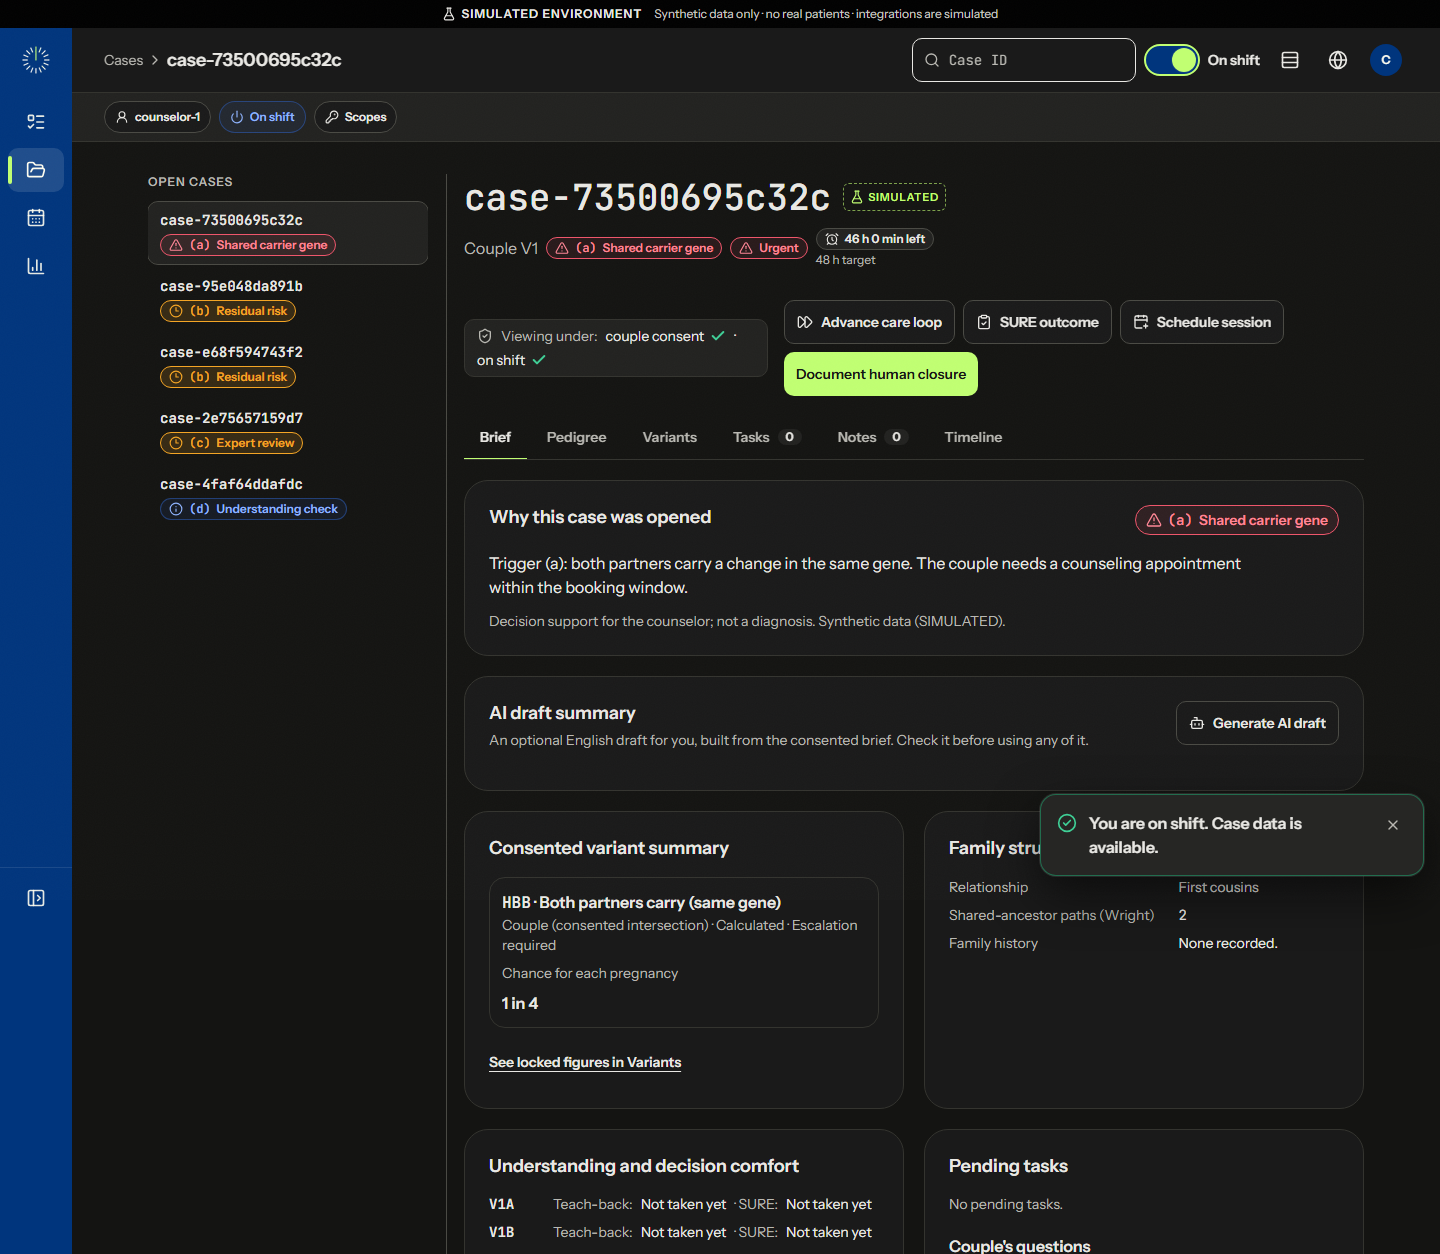 SIMULATED ENVIRONMENT Synthetic data only · no real patients · integrations are simulated
Cases > case-73500695c32c
Case ID
On shift
C
counselor-1
On shift
Scopes
OPEN CASES
case-73500695c32c
(a) Shared carrier gene
case-95e048da891b
(b) Residual risk
case-e68f594743f2
(b) Residual risk
case-2e75657159d7
(c) Expert review
case-4faf64ddafdc
(d) Understanding check
case-73500695c32c
SIMULATED
Couple V1
(a) Shared carrier gene
Urgent
46 h 0 min left
48 h target
Viewing under: couple consent ✓ ·
on shift ✓
Advance care loop
SURE outcome
Schedule session
Document human closure
Brief
Pedigree
Variants
Tasks 0
Notes 0
Timeline
Why this case was opened
(a) Shared carrier gene
Trigger (a): both partners carry a change in the same gene. The couple needs a counseling appointment
within the booking window.
Decision support for the counselor; not a diagnosis. Synthetic data (SIMULATED).
AI draft summary
An optional English draft for you, built from the consented brief. Check it before using any of it.
Generate AI draft
You are on shift. Case data is
available.
Consented variant summary
HBB · Both partners carry (same gene)
Couple (consented intersection) · Calculated · Escalation
required
Chance for each pregnancy
1 in 4
See locked figures in Variants
Family stru
Relationship First cousins
Shared-ancestor paths (Wright) 2
Family history None recorded.
Understanding and decision comfort
V1A Teach-back: Not taken yet · SURE: Not taken yet
V1B Teach-back: Not taken yet · SURE: Not taken yet
Pending tasks
No pending tasks.
Couple's questions